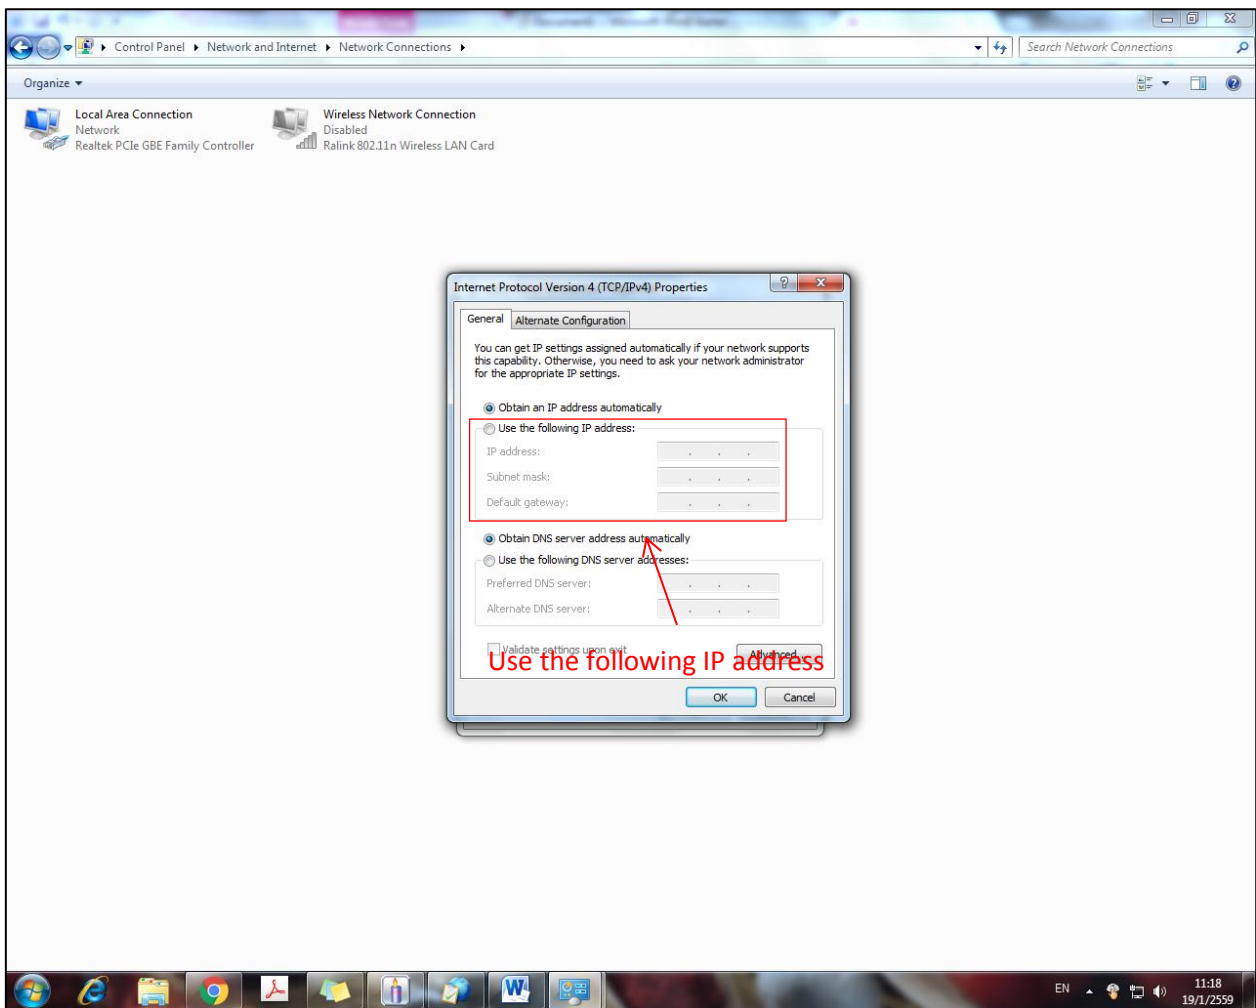 Control Panel Network and Internet Network Connections
Search Network Connections
Organize
Local Area Connection
Network
Realtek PCIe GBE Family Controller
Wireless Network Connection
Disabled
Ralink 802.11n Wireless LAN Card
Internet Protocol Version 4 (TCP/IPv4) Properties
General
Alternate Configuration
You can get IP settings assigned automatically if your network supports
this capability. Otherwise, you need to ask your network administrator
for the appropriate IP settings.
Obtain an IP address automatically
Use the following IP address:
IP address:
Subnet mask:
Default gateway:
Obtain DNS server address automatically
Use the following DNS server addresses:
Preferred DNS server:
Alternate DNS server:
Validate settings upon exit
Advanced...
Use the following IP address
OK
Cancel
EN
11:18
19/1/2559